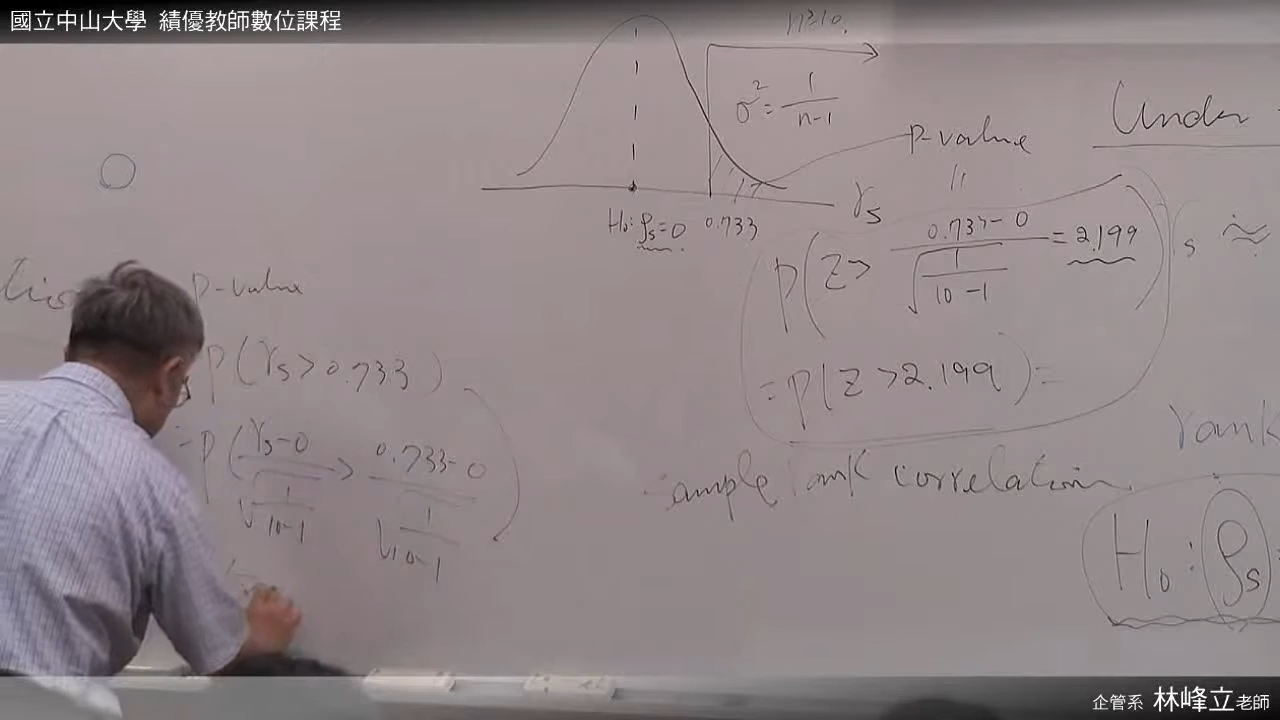 國立中山大學 績優教師數位課程
n≥10.
σ² = 1/(n-1)
p-value
Under
H₀: ρs=0 0.733
rs
"
P(Z > (0.733-0)/√(1/(10-1)) = 2.199)
s ≈
= P(Z > 2.199) =
p-value
P(rs > 0.733)
= P((rs-0)/√(1/(10-1)) > (0.733-0)/√(1/(10-1)))
sample rank correlation.
rank
H₀: ρs
企管系 林峰立老師